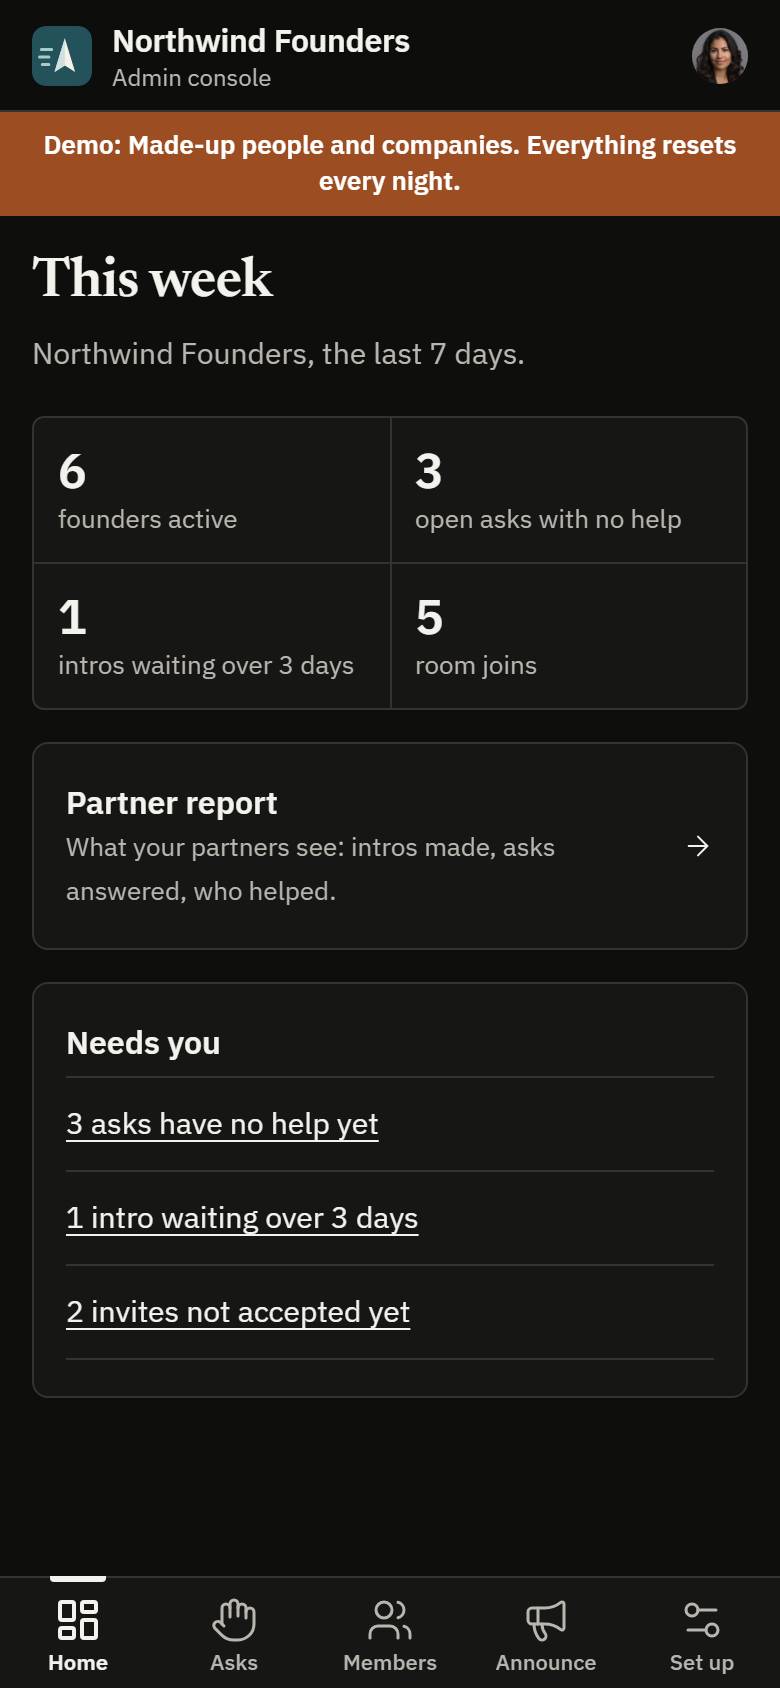 Northwind Founders
Admin console
Demo: Made-up people and companies. Everything resets
every night.
This week
Northwind Founders, the last 7 days.
6
founders active
3
open asks with no help
1
intros waiting over 3 days
5
room joins
Partner report
What your partners see: intros made, asks
answered, who helped.
Needs you
3 asks have no help yet
1 intro waiting over 3 days
2 invites not accepted yet
Home
Asks
Members
Announce
Set up